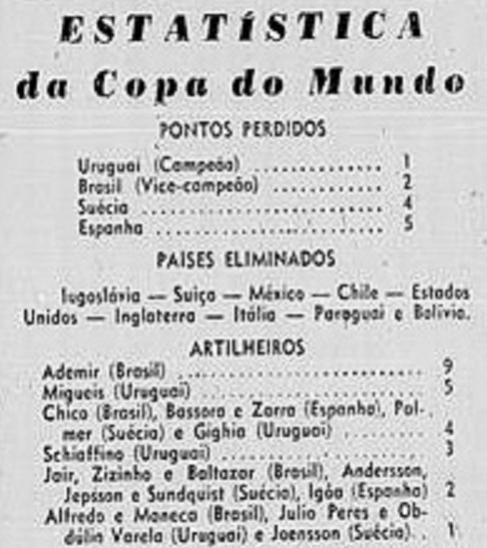 ESTATÍSTICA
da Copa do Mundo
PONTOS PERDIDOS
Uruguai (Campeão) ................ 1
Brasil (Vice-campeão) ............ 2
Suécia ........................... 4
Espanha .......................... 5
PAÍSES ELIMINADOS
Iugoslávia — Suiça — México — Chile — Estados
Unidos — Inglaterra — Itália — Paraguai e Bolívia.
ARTILHEIROS
Ademir (Brasil) .......................... 9
Migueis (Uruguai) ........................ 5
Chico (Brasil), Bassora e Zarra (Espanha), Pal-
mer (Suécia) e Gighia (Uruguai) ........ 4
Schiaffino (Uruguai) ..................... 3
Jair, Zizinho e Baltazar (Brasil), Andersson,
Jepsson e Sundquist (Suécia), Igôa (Espanha) 2
Alfredo e Maneca (Brasil), Julio Peres e Ob-
dúlio Varela (Uruguai) e Joensson (Suécia). . 1